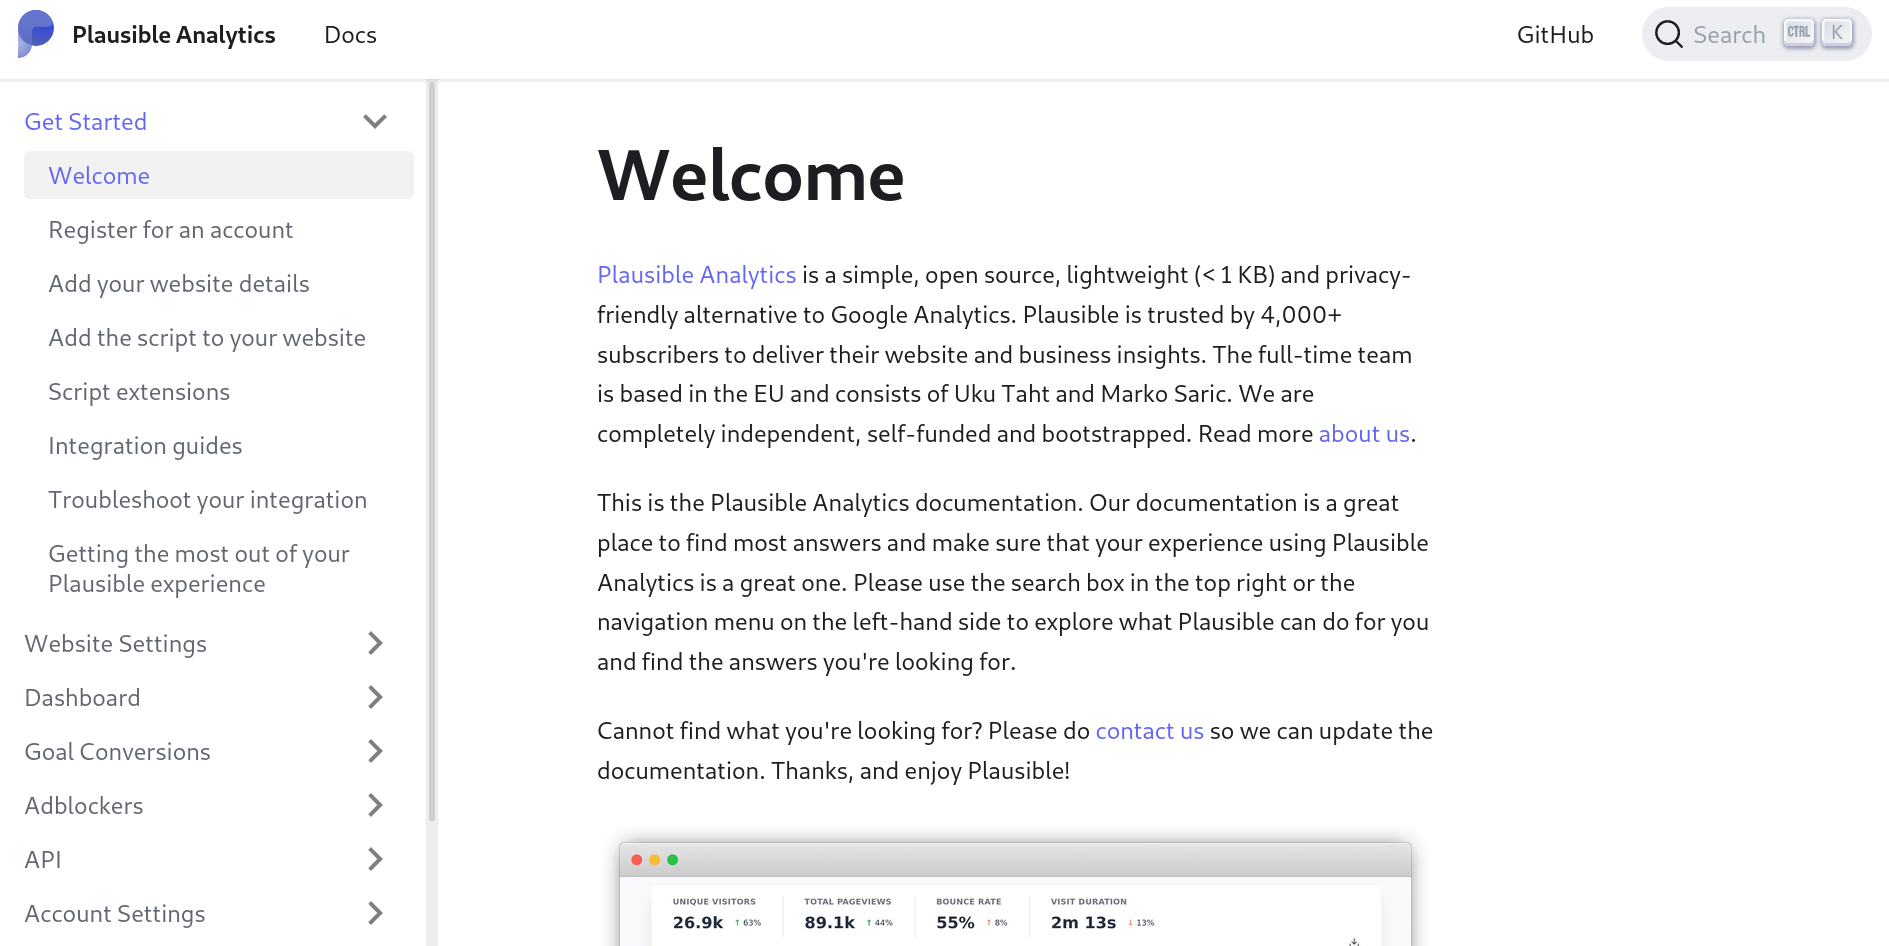 Plausible Analytics
Docs
GitHub
Search
CTRL
K
Get Started
Welcome
Register for an account
Add your website details
Add the script to your website
Script extensions
Integration guides
Troubleshoot your integration
Getting the most out of your
Plausible experience
Website Settings
Dashboard
Goal Conversions
Adblockers
API
Account Settings
Welcome
Plausible Analytics is a simple, open source, lightweight (< 1 KB) and privacy-
friendly alternative to Google Analytics. Plausible is trusted by 4,000+
subscribers to deliver their website and business insights. The full-time team
is based in the EU and consists of Uku Taht and Marko Saric. We are
completely independent, self-funded and bootstrapped. Read more about us.
This is the Plausible Analytics documentation. Our documentation is a great
place to find most answers and make sure that your experience using Plausible
Analytics is a great one. Please use the search box in the top right or the
navigation menu on the left-hand side to explore what Plausible can do for you
and find the answers you're looking for.
Cannot find what you're looking for? Please do contact us so we can update the
documentation. Thanks, and enjoy Plausible!
UNIQUE VISITORS
26.9k ↑ 63%
TOTAL PAGEVIEWS
89.1k ↑ 44%
BOUNCE RATE
55% ↑ 8%
VISIT DURATION
2m 13s ↓ 13%